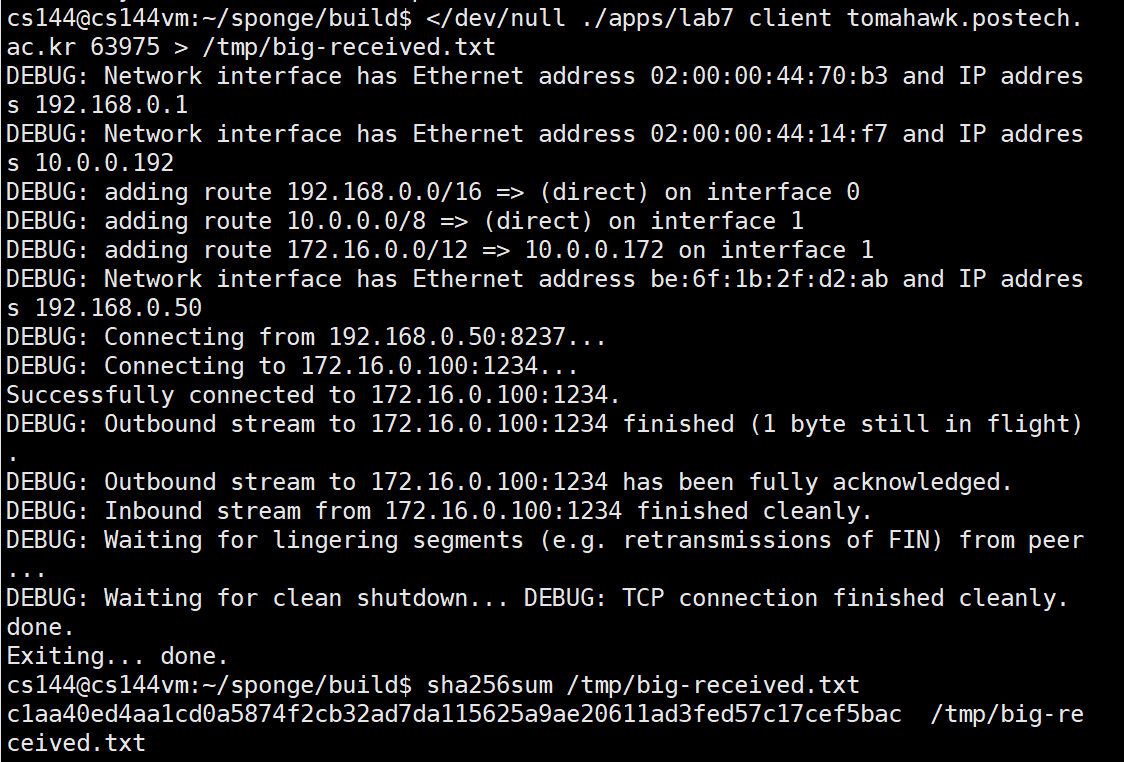 cs144@cs144vm:~/sponge/build$ </dev/null ./apps/lab7 client tomahawk.postech.
ac.kr 63975 > /tmp/big-received.txt
DEBUG: Network interface has Ethernet address 02:00:00:44:70:b3 and IP addres
s 192.168.0.1
DEBUG: Network interface has Ethernet address 02:00:00:44:14:f7 and IP addres
s 10.0.0.192
DEBUG: adding route 192.168.0.0/16 => (direct) on interface 0
DEBUG: adding route 10.0.0.0/8 => (direct) on interface 1
DEBUG: adding route 172.16.0.0/12 => 10.0.0.172 on interface 1
DEBUG: Network interface has Ethernet address be:6f:1b:2f:d2:ab and IP addres
s 192.168.0.50
DEBUG: Connecting from 192.168.0.50:8237...
DEBUG: Connecting to 172.16.0.100:1234...
Successfully connected to 172.16.0.100:1234.
DEBUG: Outbound stream to 172.16.0.100:1234 finished (1 byte still in flight)
.
DEBUG: Outbound stream to 172.16.0.100:1234 has been fully acknowledged.
DEBUG: Inbound stream from 172.16.0.100:1234 finished cleanly.
DEBUG: Waiting for lingering segments (e.g. retransmissions of FIN) from peer
...
DEBUG: Waiting for clean shutdown... DEBUG: TCP connection finished cleanly.
done.
Exiting... done.
cs144@cs144vm:~/sponge/build$ sha256sum /tmp/big-received.txt
c1aa40ed4aa1cd0a5874f2cb32ad7da115625a9ae20611ad3fed57c17cef5bac  /tmp/big-re
ceived.txt